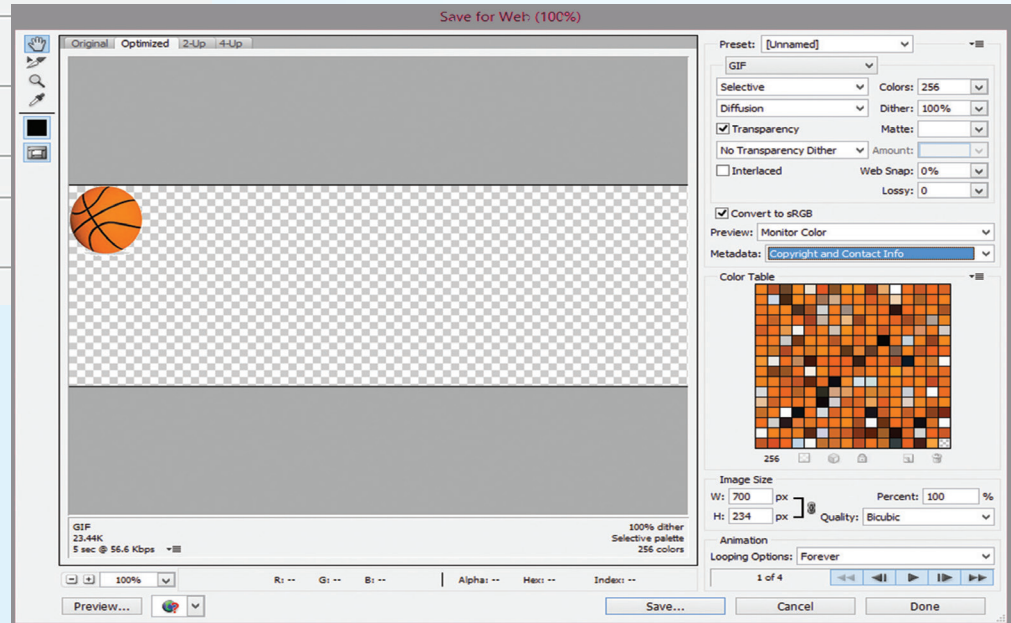 Save for Web (100%)
Original Optimized 2-Up 4-Up
Preset: [Unnamed]
GIF
Selective Colors: 256
Diffusion Dither: 100%
Transparency Matte:
No Transparency Dither Amount:
Interlaced Web Snap: 0%
Lossy: 0
Convert to sRGB
Preview: Monitor Color
Metadata: Copyright and Contact Info
Color Table
256
Image Size
W: 700 px Percent: 100 %
H: 234 px Quality: Bicubic
Animation
Looping Options: Forever
1 of 4
GIF 100% dither
23.44K Selective palette
5 sec @ 56.6 Kbps 256 colors
100% R: -- G: -- B: -- Alpha: -- Hex: -- Index: --
Preview... Save... Cancel Done